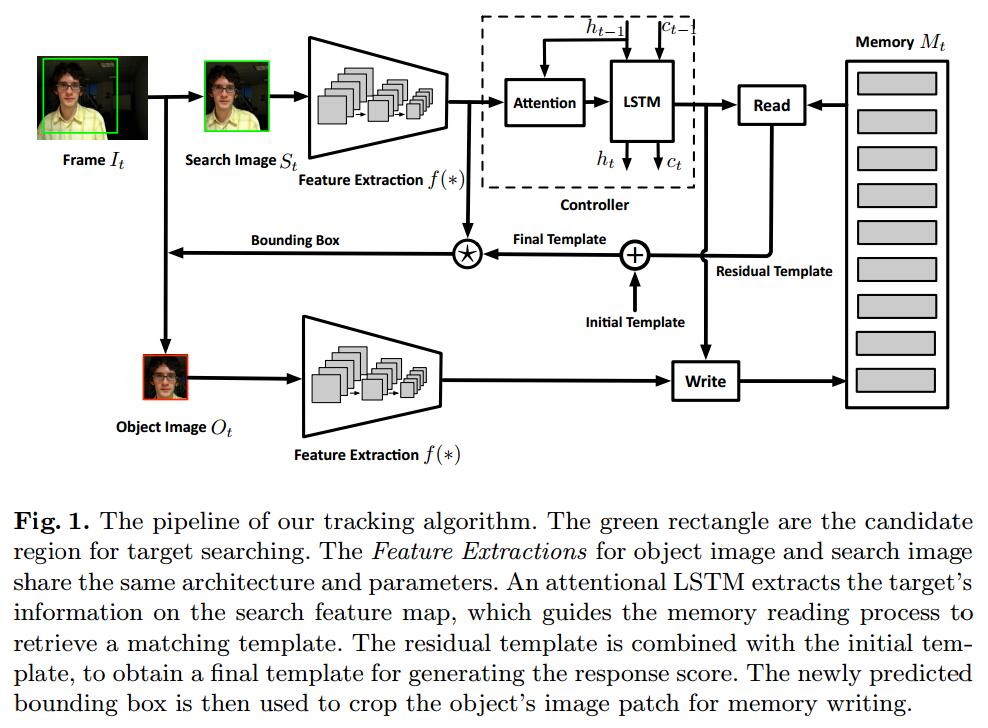 h_{t-1}
c_{t-1}
Memory M_t
Attention
LSTM
Read
Frame I_t
Search Image S_t
Feature Extraction f(*)
h_t
c_t
Controller
Bounding Box
Final Template
Residual Template
Initial Template
Write
Object Image O_t
Feature Extraction f(*)
Fig. 1. The pipeline of our tracking algorithm. The green rectangle are the candidate
region for target searching. The Feature Extractions for object image and search image
share the same architecture and parameters. An attentional LSTM extracts the target's
information on the search feature map, which guides the memory reading process to
retrieve a matching template. The residual template is combined with the initial tem-
plate, to obtain a final template for generating the response score. The newly predicted
bounding box is then used to crop the object's image patch for memory writing.